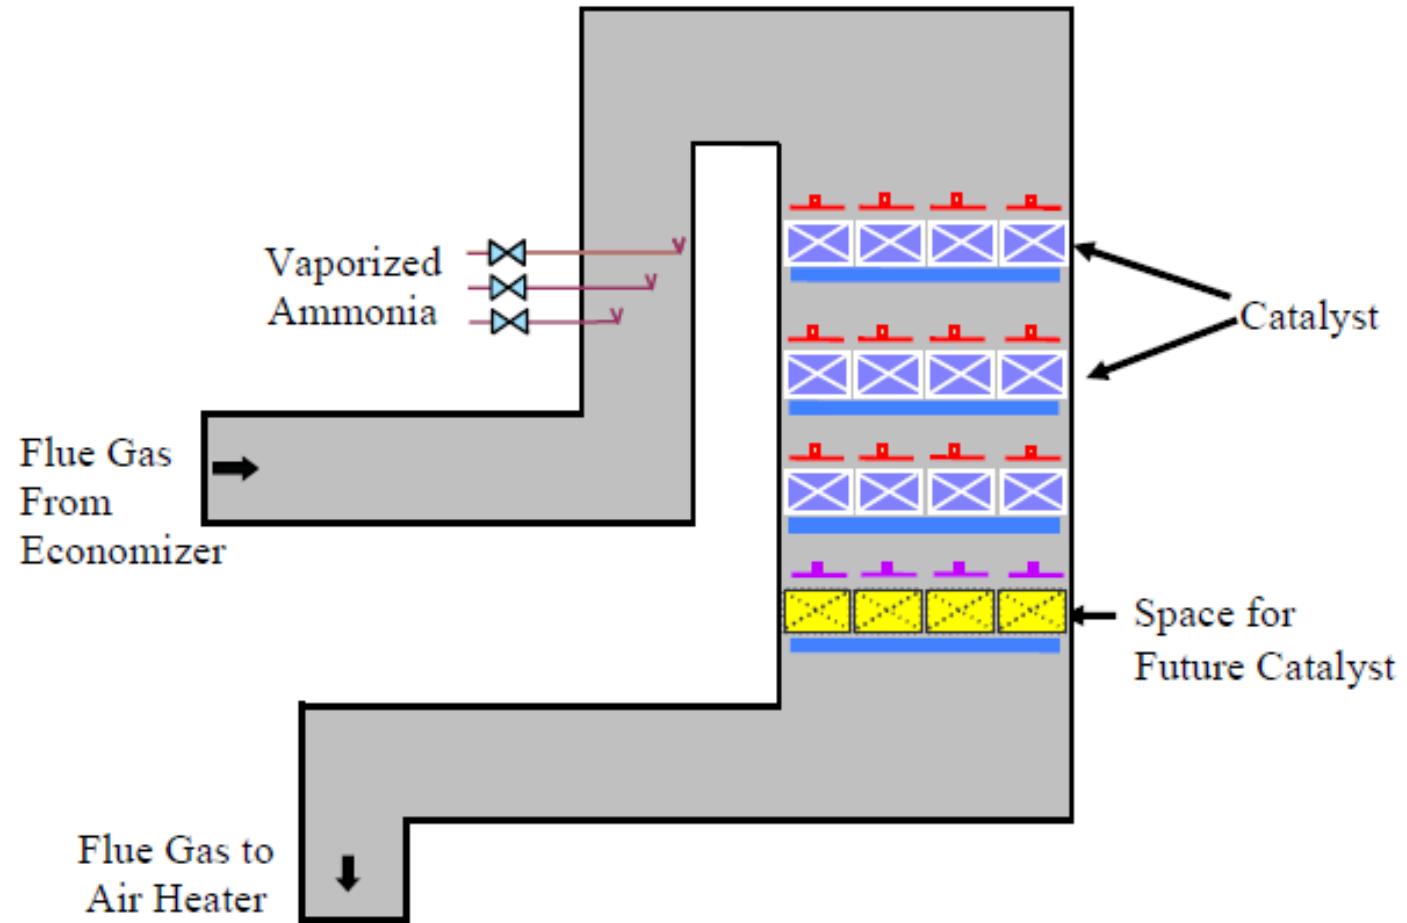 Vaporized
Ammonia
Catalyst
Flue Gas
From
Economizer
Space for
Future Catalyst
Flue Gas to
Air Heater